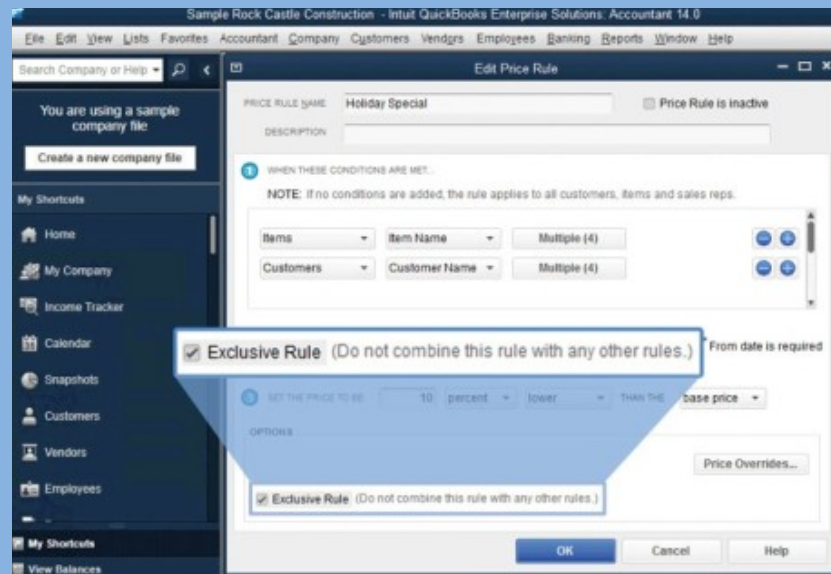 Sample Rock Castle Construction - Intuit QuickBooks Enterprise Solutions: Accountant 14.0
File Edit View Lists Favorites Accountant Company Customers Vendors Employees Banking Reports Window Help
Search Company or Help
Edit Price Rule
You are using a sample
company file
Create a new company file
My Shortcuts
Home
My Company
Income Tracker
Calendar
Snapshots
Customers
Vendors
Employees
My Shortcuts
View Balances
PRICE RULE NAME Holiday Special Price Rule is inactive
DESCRIPTION
1 WHEN THESE CONDITIONS ARE MET...
NOTE: If no conditions are added, the rule applies to all customers, items and sales reps.
Items Item Name Multiple (4)
Customers Customer Name Multiple (4)
Exclusive Rule (Do not combine this rule with any other rules.)
From date is required
3 SET THE PRICE TO BE 10 percent lower THAN THE base price
OPTIONS
Price Overrides...
Exclusive Rule (Do not combine this rule with any other rules.)
OK Cancel Help